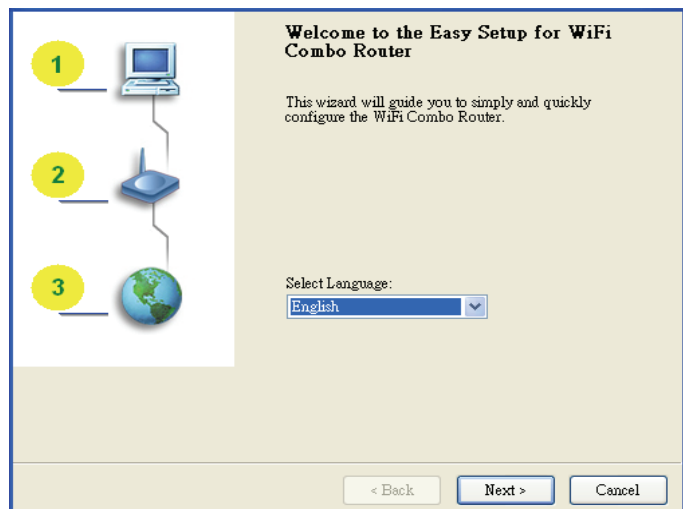 1
2
3
Welcome to the Easy Setup for WiFi
Combo Router
This wizard will guide you to simply and quickly
configure the WiFi Combo Router.
Select Language:
English
< Back
Next >
Cancel